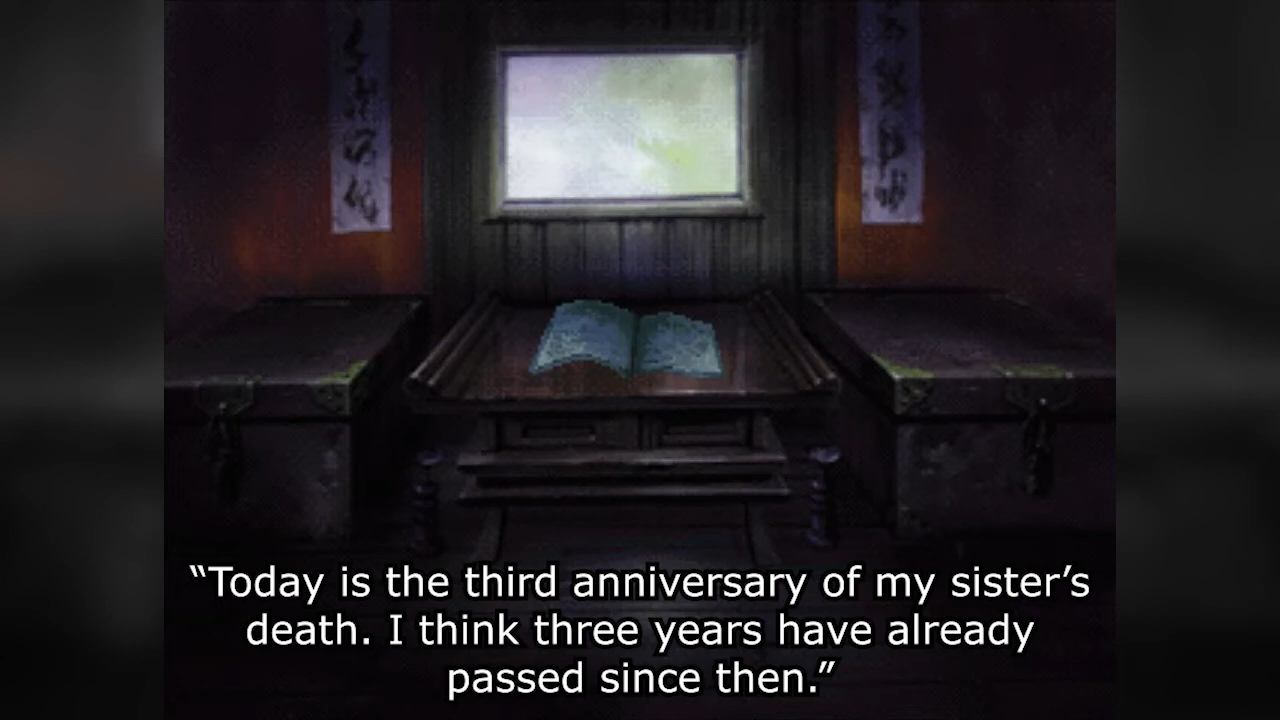 “Today is the third anniversary of my sister’s
death. I think three years have already
passed since then.”